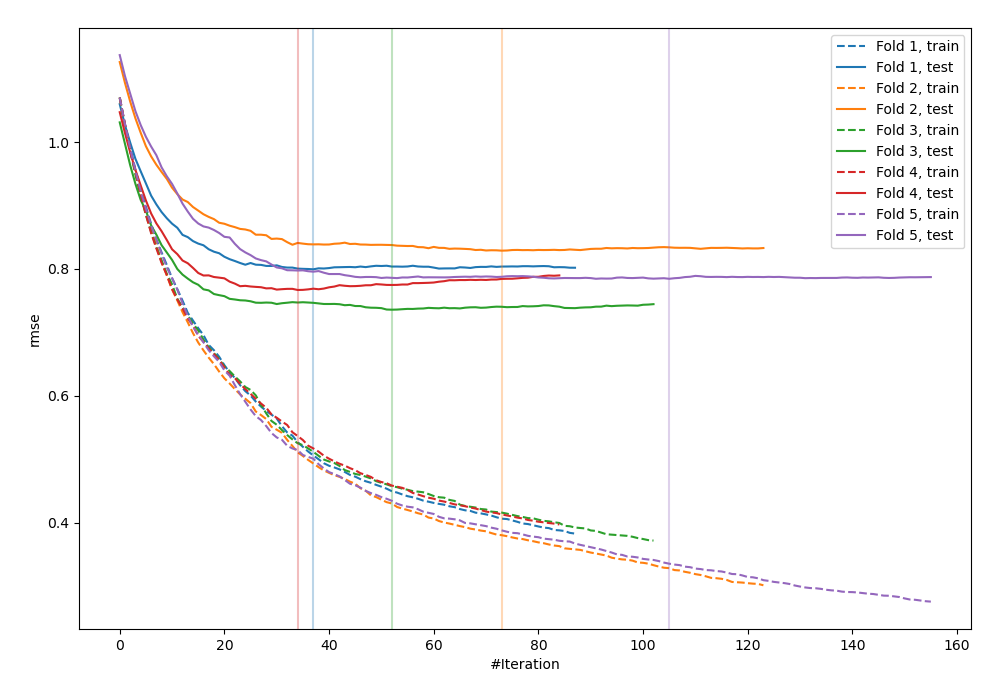 1.0
0.8
0.6
0.4
rmse
0
20
40
60
80
100
120
140
160
#Iteration
Fold 1, train
Fold 1, test
Fold 2, train
Fold 2, test
Fold 3, train
Fold 3, test
Fold 4, train
Fold 4, test
Fold 5, train
Fold 5, test